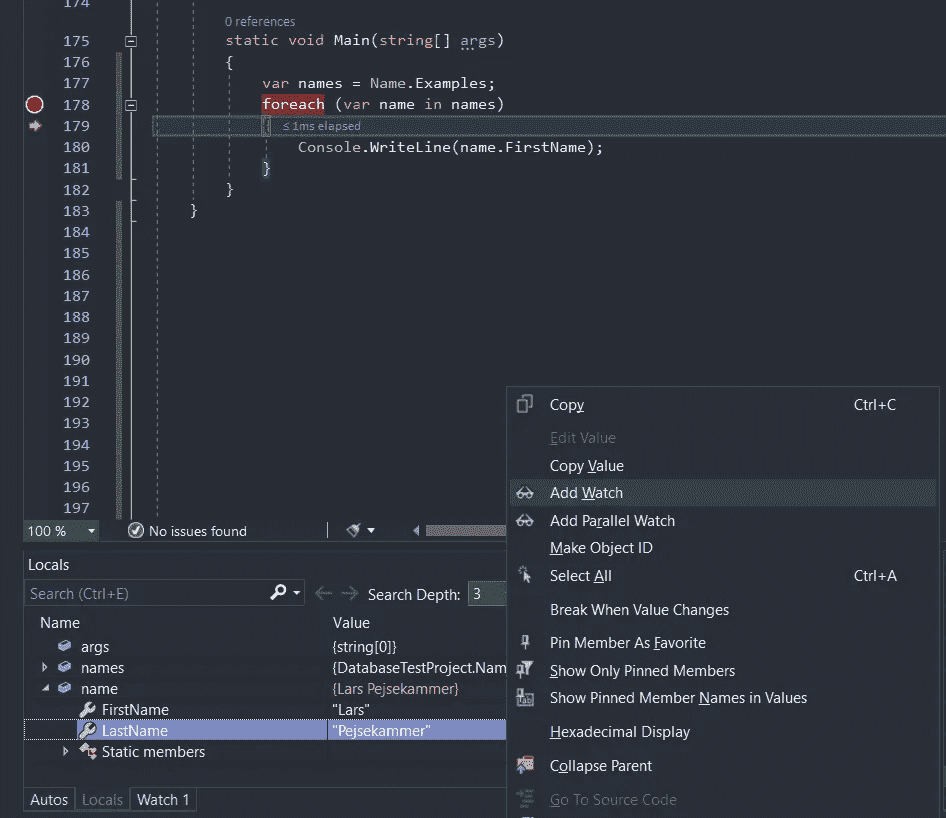 174
0 references
175 static void Main(string[] args)
176 {
177 var names = Name.Examples;
178 foreach (var name in names)
179 { ≤ 1ms elapsed
180 Console.WriteLine(name.FirstName);
181 }
182 }
183 }
184
185
186
187
188
189
190
191
192
193
194
195
196
197
100 % No issues found
Locals
Search (Ctrl+E) Search Depth: 3
Name Value
args {string[0]}
names {DatabaseTestProject.Nam
name {Lars Pejsekammer}
FirstName "Lars"
LastName "Pejsekammer"
Static members
Autos Locals Watch 1
Copy Ctrl+C
Edit Value
Copy Value
Add Watch
Add Parallel Watch
Make Object ID
Select All Ctrl+A
Break When Value Changes
Pin Member As Favorite
Show Only Pinned Members
Show Pinned Member Names in Values
Hexadecimal Display
Collapse Parent
Go To Source Code